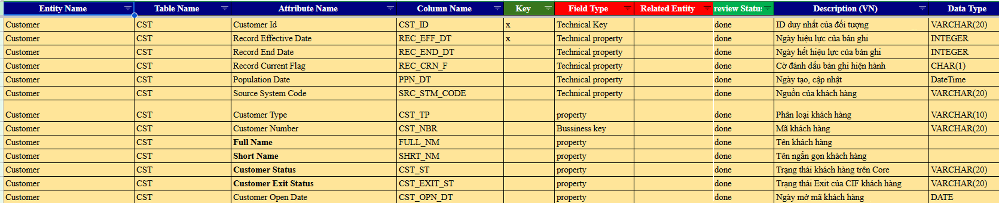 Entity Name Table Name Attribute Name Column Name Key Field Type Related Entity review Status Description (VN) Data Type
Customer CST Customer Id CST_ID x Technical Key done ID duy nhất của đối tượng VARCHAR(20)
Customer CST Record Effective Date REC_EFF_DT x Technical property done Ngày hiệu lực của bản ghi INTEGER
Customer CST Record End Date REC_END_DT Technical property done Ngày hết hiệu lực của bản ghi INTEGER
Customer CST Record Current Flag REC_CRN_F Technical property done Cờ đánh dấu bản ghi hiện hành CHAR(1)
Customer CST Population Date PPN_DT Technical property done Ngày tạo, cập nhật DateTime
Customer CST Source System Code SRC_STM_CODE Technical property done Nguồn của khách hàng VARCHAR(20)
Customer CST Customer Type CST_TP property done Phân loại khách hàng VARCHAR(10)
Customer CST Customer Number CST_NBR Bussiness key done Mã khách hàng VARCHAR(20)
Customer CST Full Name FULL_NM property done Tên khách hàng
Customer CST Short Name SHRT_NM property done Tên ngắn gọn khách hàng
Customer CST Customer Status CST_ST property done Trạng thái khách hàng trên Core VARCHAR(20)
Customer CST Customer Exit Status CST_EXIT_ST property done Trạng thái Exit của CIF khách hàng VARCHAR(20)
Customer CST Customer Open Date CST_OPN_DT property done Ngày mở mã khách hàng DATE